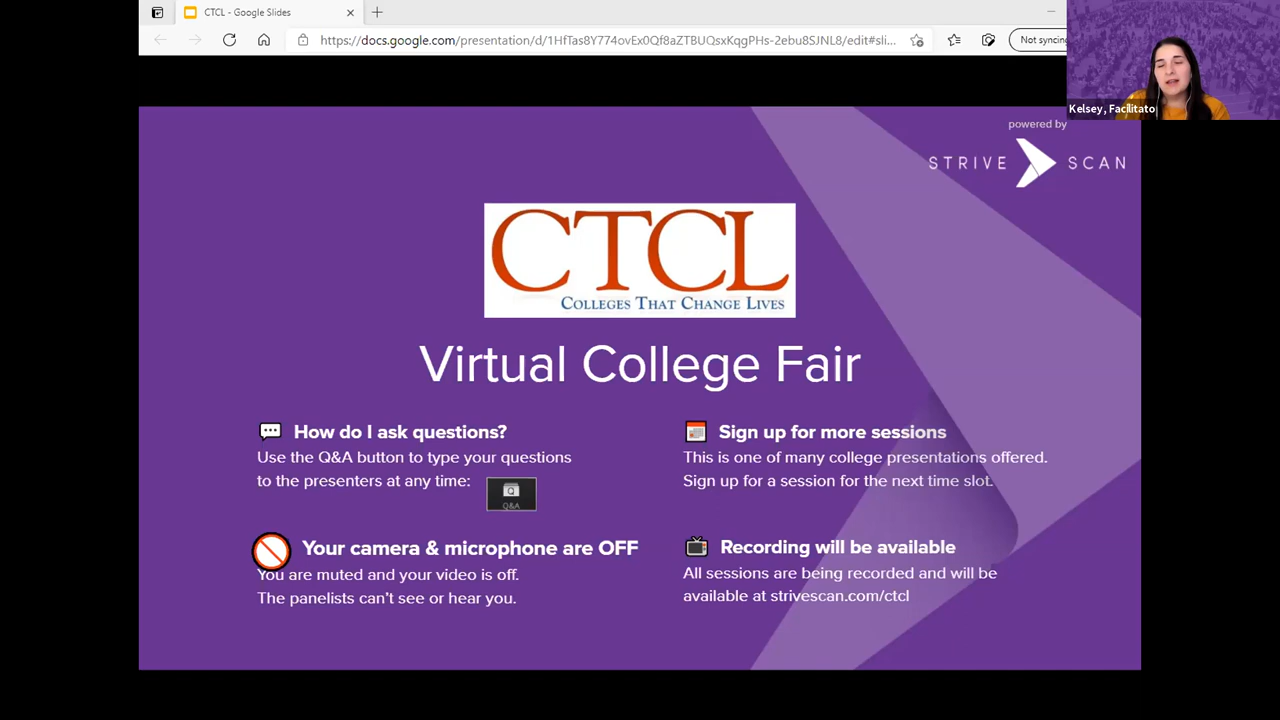 CTCL - Google Slides
https://docs.google.com/presentation/d/1HfTas8Y774ovEx0Qf8aZTBUQsxKqgPHs-2ebu8SJNL8/edit#sli...
Not syncing
Kelsey, Facilitato
powered by
STRIVE SCAN
CTCL
COLLEGES THAT CHANGE LIVES
Virtual College Fair
How do I ask questions?
Use the Q&A button to type your questions
to the presenters at any time:
Q
Q&A
Sign up for more sessions
This is one of many college presentations offered.
Sign up for a session for the next time slot.
Your camera & microphone are OFF
You are muted and your video is off.
The panelists can't see or hear you.
Recording will be available
All sessions are being recorded and will be
available at strivescan.com/ctcl